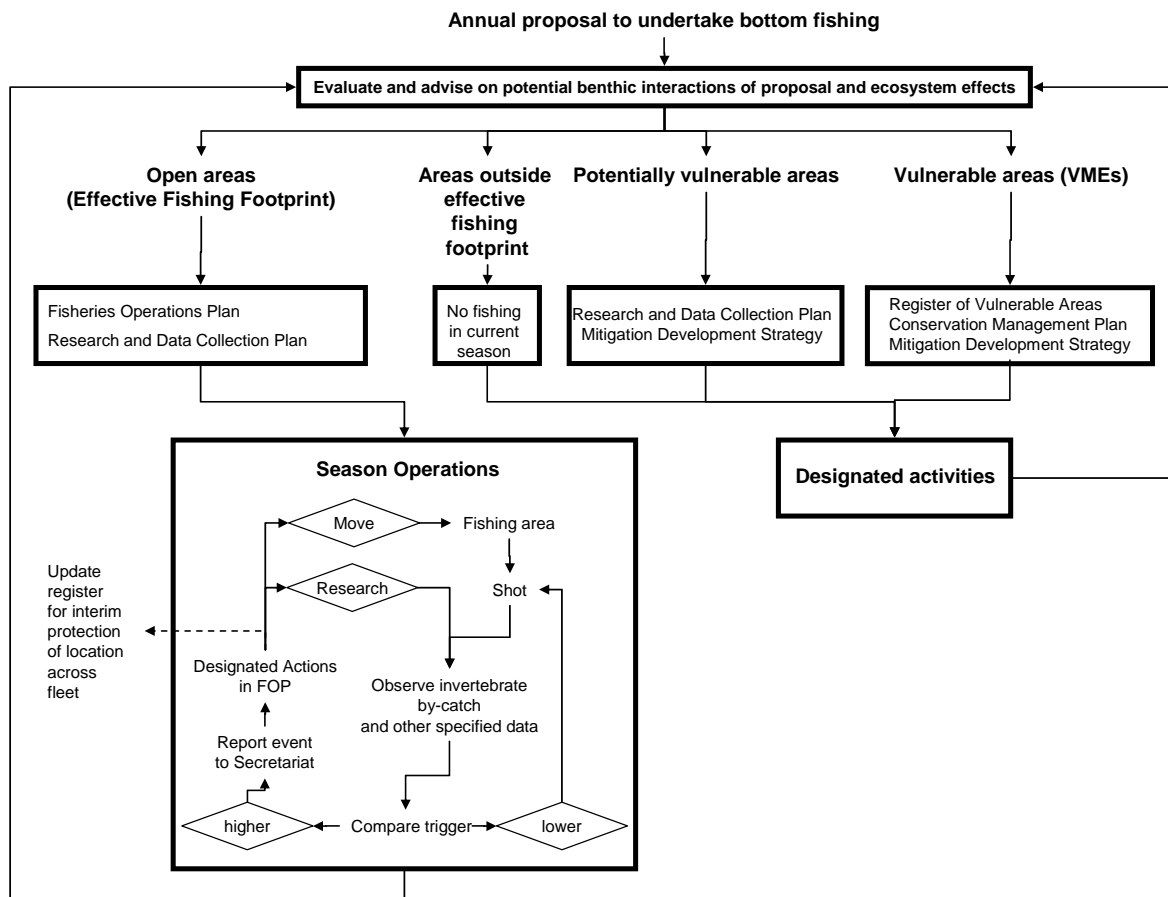 Annual proposal to undertake bottom fishing
Evaluate and advise on potential benthic interactions of proposal and ecosystem effects
Open areas
(Effective Fishing Footprint)
Areas outside
effective
fishing
footprint
Potentially vulnerable areas
Vulnerable areas (VMEs)
Fisheries Operations Plan
Research and Data Collection Plan
No fishing
in current
season
Research and Data Collection Plan
Mitigation Development Strategy
Register of Vulnerable Areas
Conservation Management Plan
Mitigation Development Strategy
Season Operations
Designated activities
Move
Fishing area
Research
Shot
Update
register
for interim
protection
of location
across
fleet
Designated Actions
in FOP
Observe invertebrate
by-catch
and other specified data
Report event
to Secretariat
higher
Compare trigger
lower